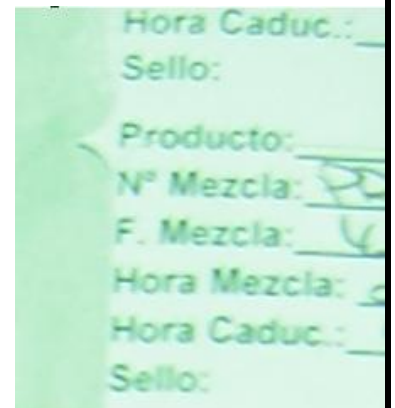 Hora Caduc.:
Sello:
Producto:
Nº Mezcla:
F. Mezcla:
Hora Mezcla:
Hora Caduc.:
Sello: